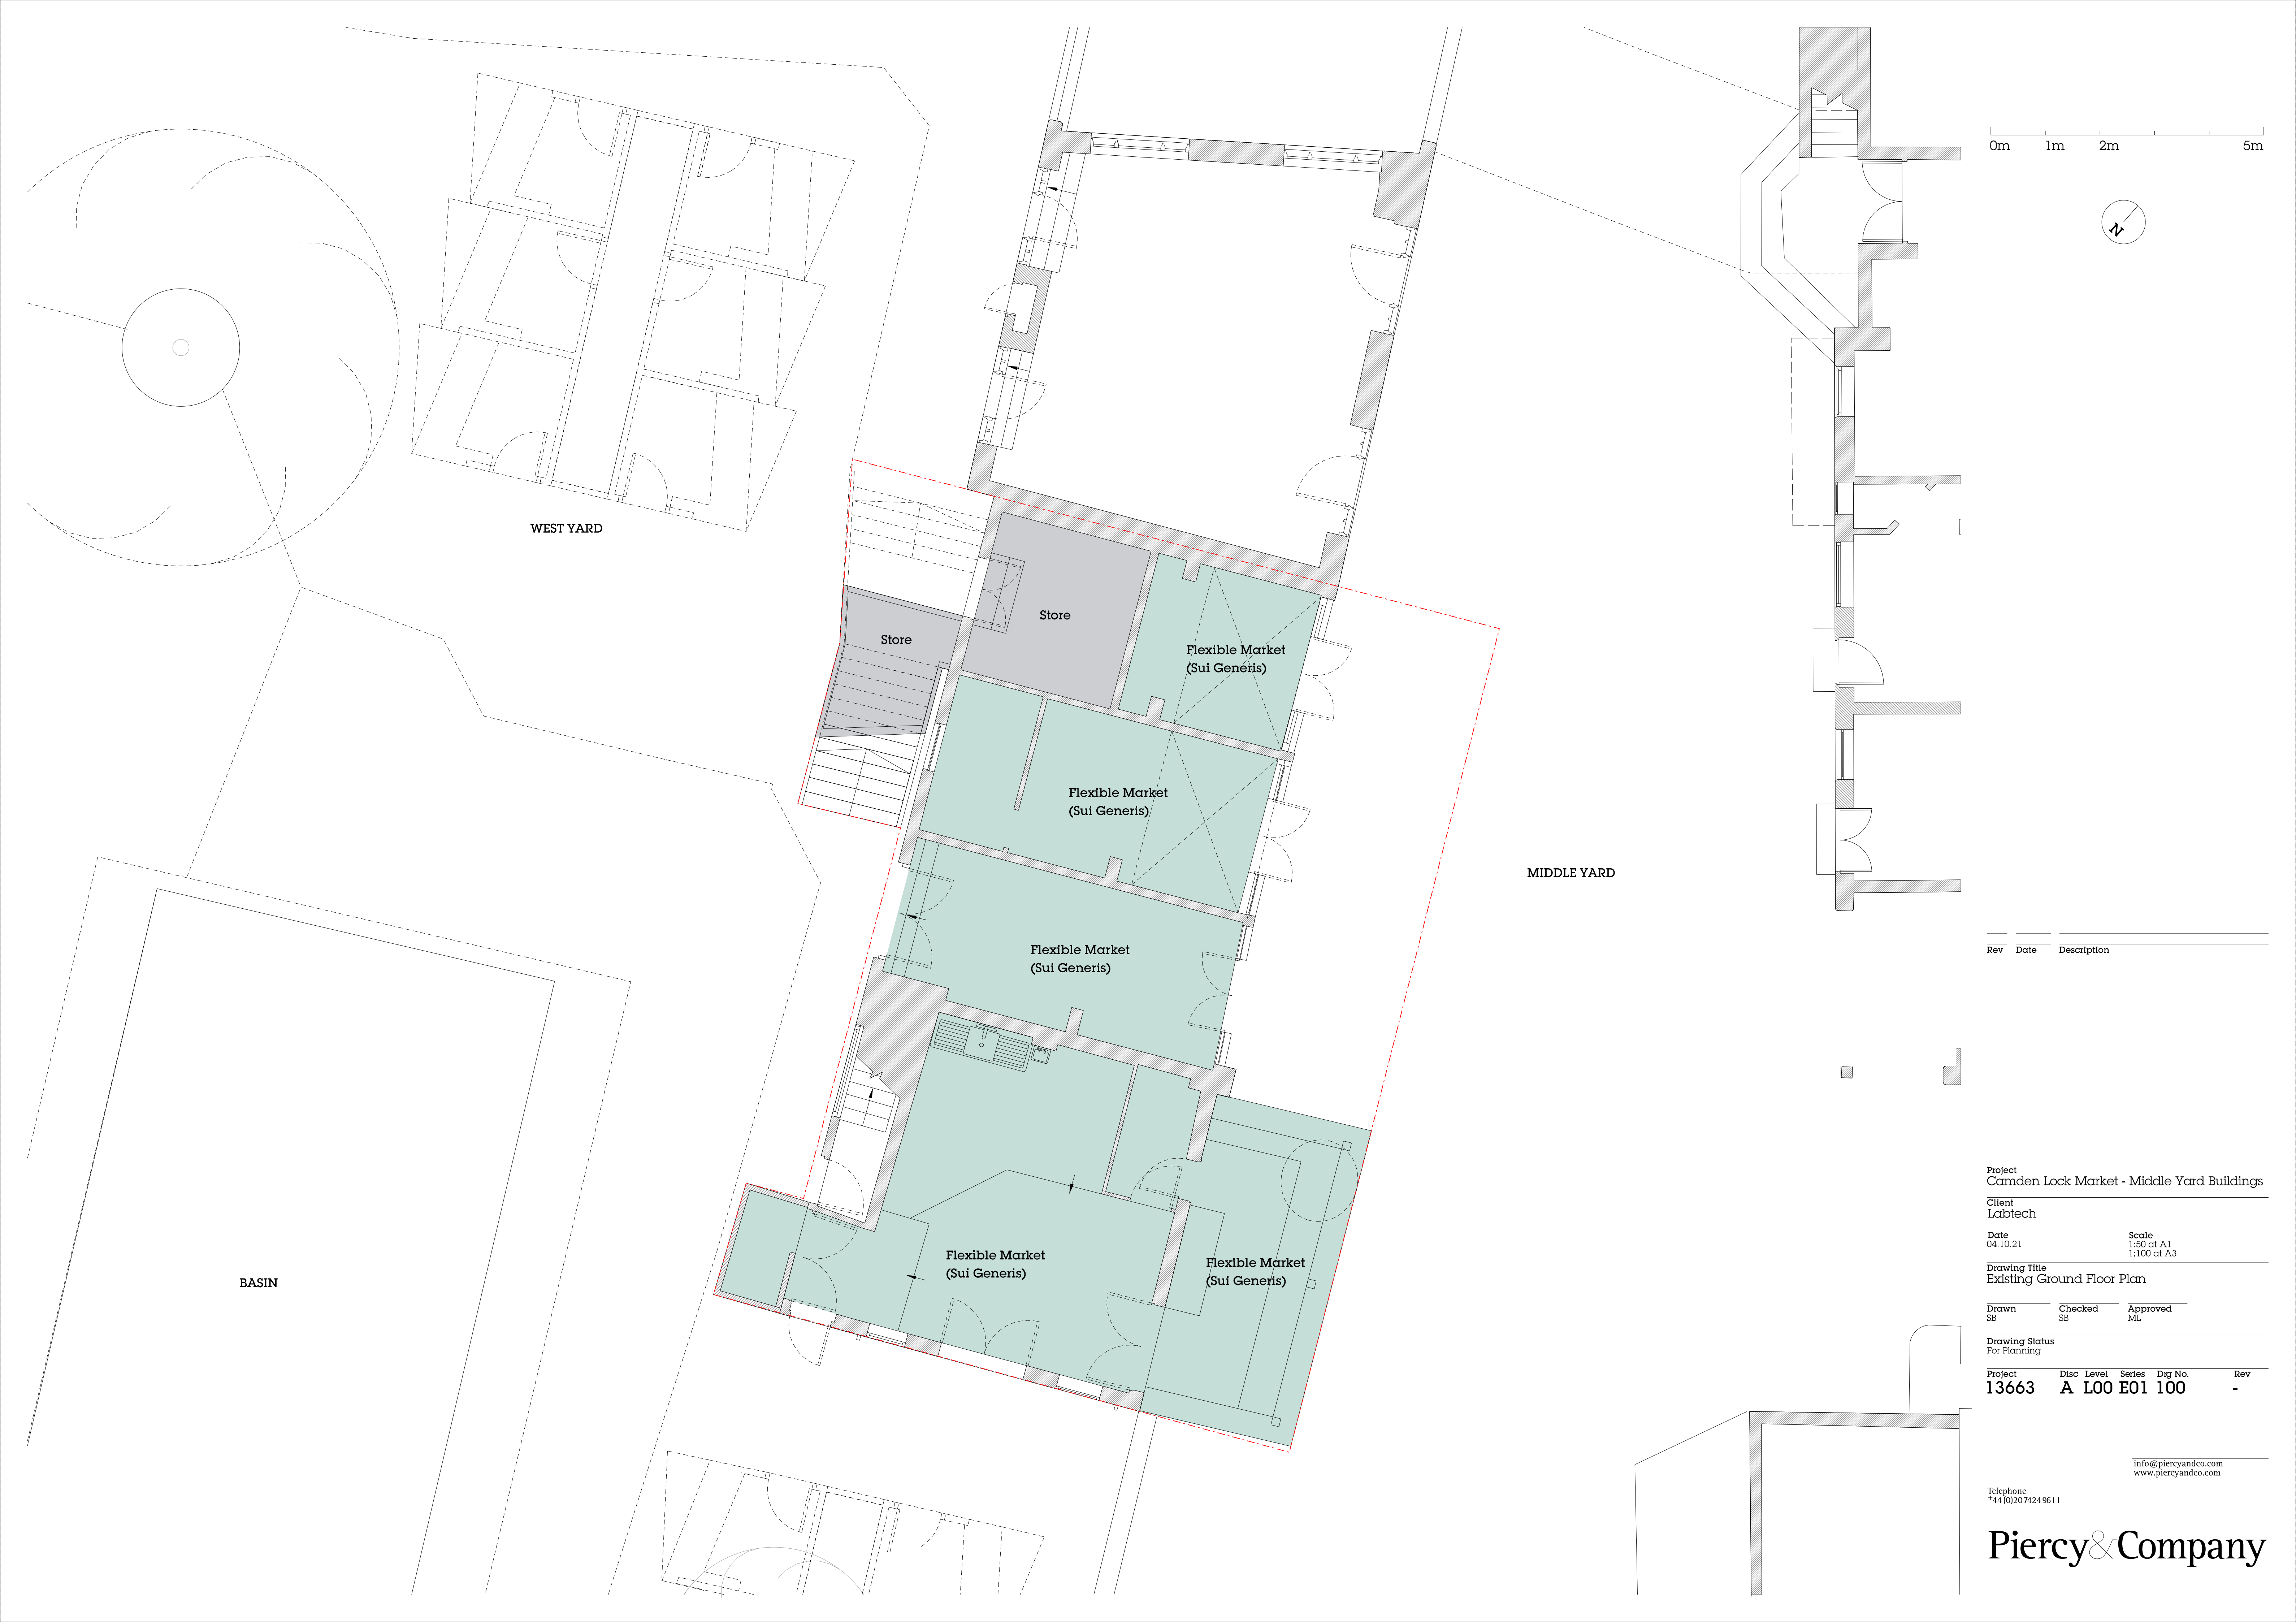 0m 1m 2m 5m
N
WEST YARD
Store
Store
Flexible Market
(Sui Generis)
Flexible Market
(Sui Generis)
MIDDLE YARD
Flexible Market
(Sui Generis)
Flexible Market
(Sui Generis)
Flexible Market
(Sui Generis)
BASIN
Rev Date Description
Project
Camden Lock Market - Middle Yard Buildings
Client
Labtech
Date Scale
04.10.21 1:50 at A1
1:100 at A3
Drawing Title
Existing Ground Floor Plan
Drawn Checked Approved
SB SB ML
Drawing Status
For Planning
Project Disc Level Series Drg No. Rev
13663 A L00 E01 100 -
info@piercyandco.com
www.piercyandco.com
Telephone
+44 (0)20 7424 9611
Piercy&Company